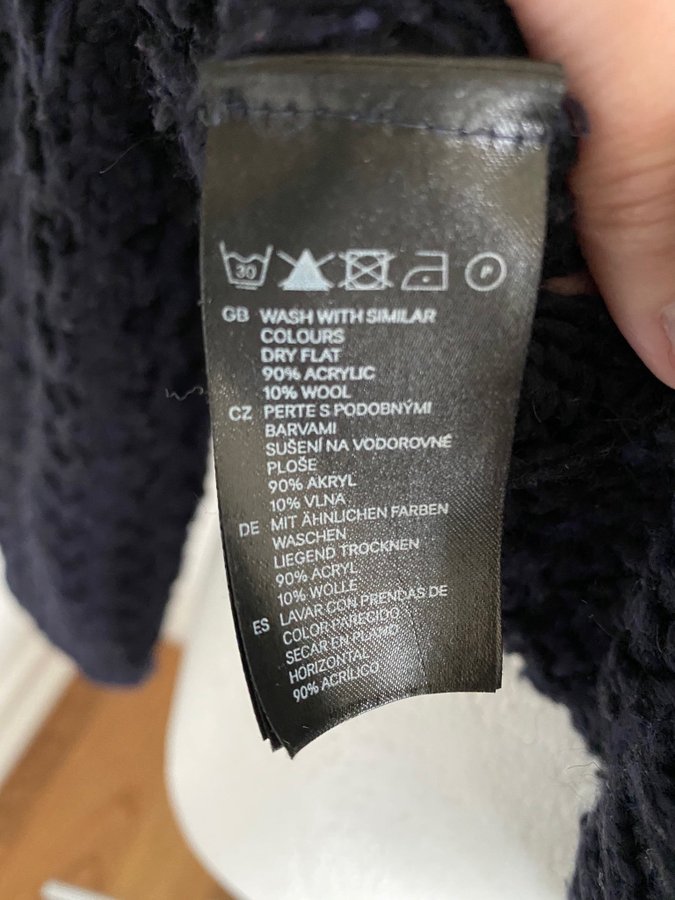 30 P
GB WASH WITH SIMILAR
COLOURS
DRY FLAT
90% ACRYLIC
10% WOOL
CZ PERTE S PODOBNÝMI
BARVAMI
SUŠENÍ NA VODOROVNÉ
PLOŠE
90% AKRYL
10% VLNA
DE MIT ÄHNLICHEN FARBEN
WASCHEN
LIEGEND TROCKNEN
90% ACRYL
10% WOLLE
ES LAVAR CON PRENDAS DE
COLOR PARECIDO
SECAR EN PLANO
HORIZONTAL
90% ACRÍLICO